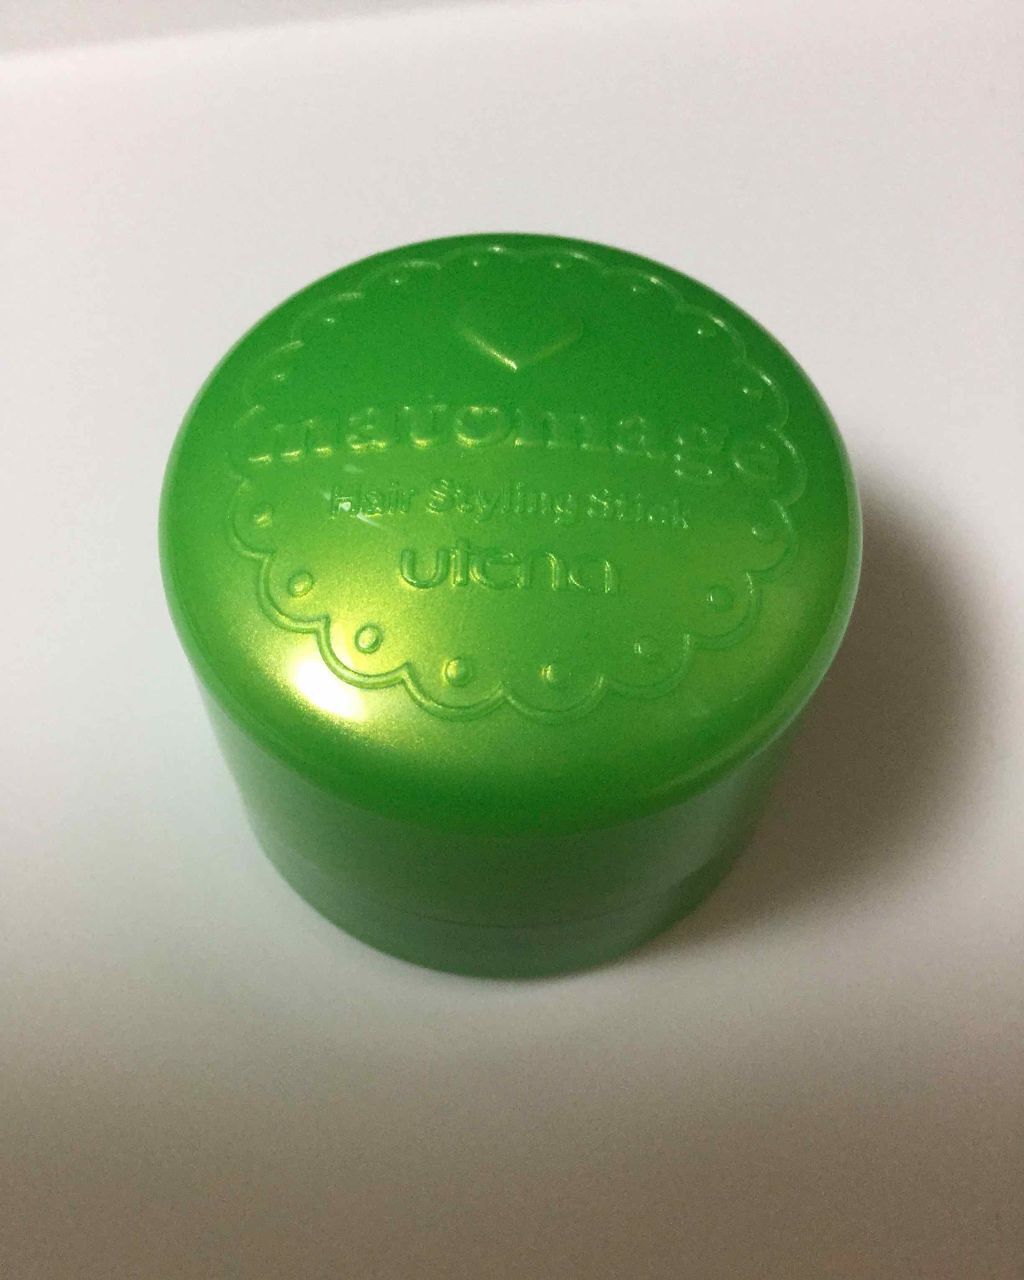 matomage
Hair Styling Stick
utena